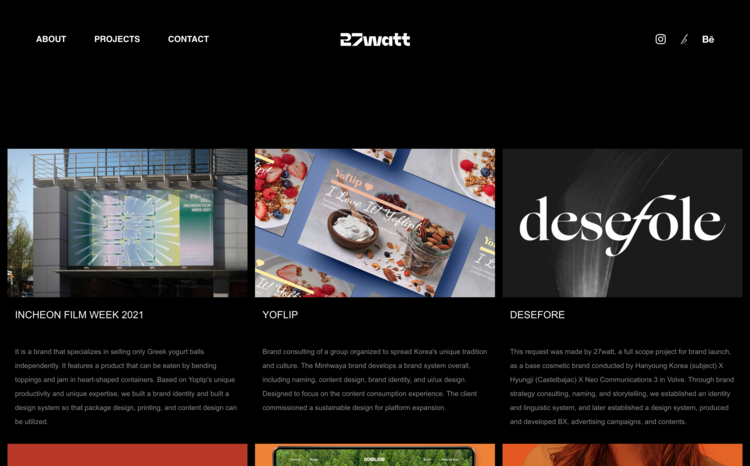 ABOUT PROJECTS CONTACT 27watt Bē
INCHEON
FILM WEEK
2021
Yoflip
I Love It! Yoflip!
desefole
INCHEON FILM WEEK 2021
YOFLIP
DESEFORE
It is a brand that specializes in selling only Greek yogurt balls
independently. It features a product that can be eaten by bending
toppings and jam in heart-shaped containers. Based on Yoplip's unique
productivity and unique expertise, we built a brand identity and built a
design system so that package design, printing, and content design can
be utilized.
Brand consulting of a group organized to spread Korea's unique tradition
and culture. The Minhwaya brand develops a brand system overall,
including naming, content design, brand identity, and ui/ux design.
Designed to focus on the content consumption experience. The client
commissioned a sustainable design for platform expansion.
This request was made by 27watt, a full scope project for brand launch,
as a base cosmetic brand conducted by Hanyoung Korea (subject) X
Hyungji (Castelbajac) X Neo Communications 3 in Volve. Through brand
strategy consulting, naming, and storytelling, we established an identity
and linguistic system, and later established a design system, produced
and developed BX, advertising campaigns, and contents.